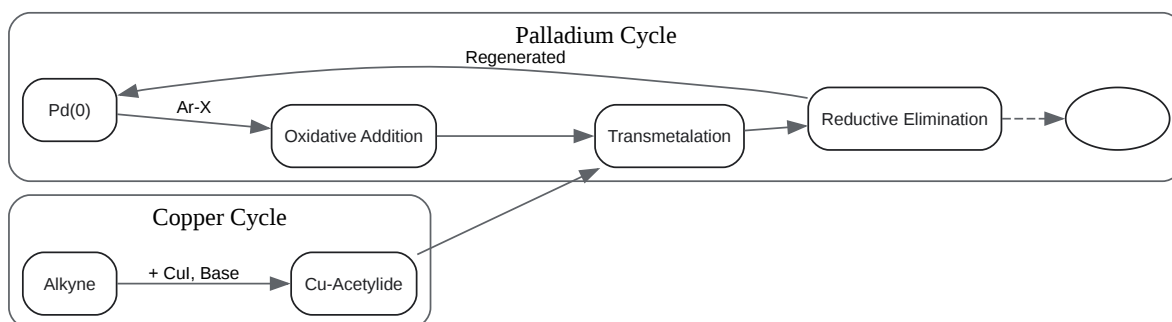 Palladium Cycle
Regenerated
Pd(0)
Ar-X
Oxidative Addition
Transmetalation
Reductive Elimination
Copper Cycle
Alkyne
+ CuI, Base
Cu-Acetylide